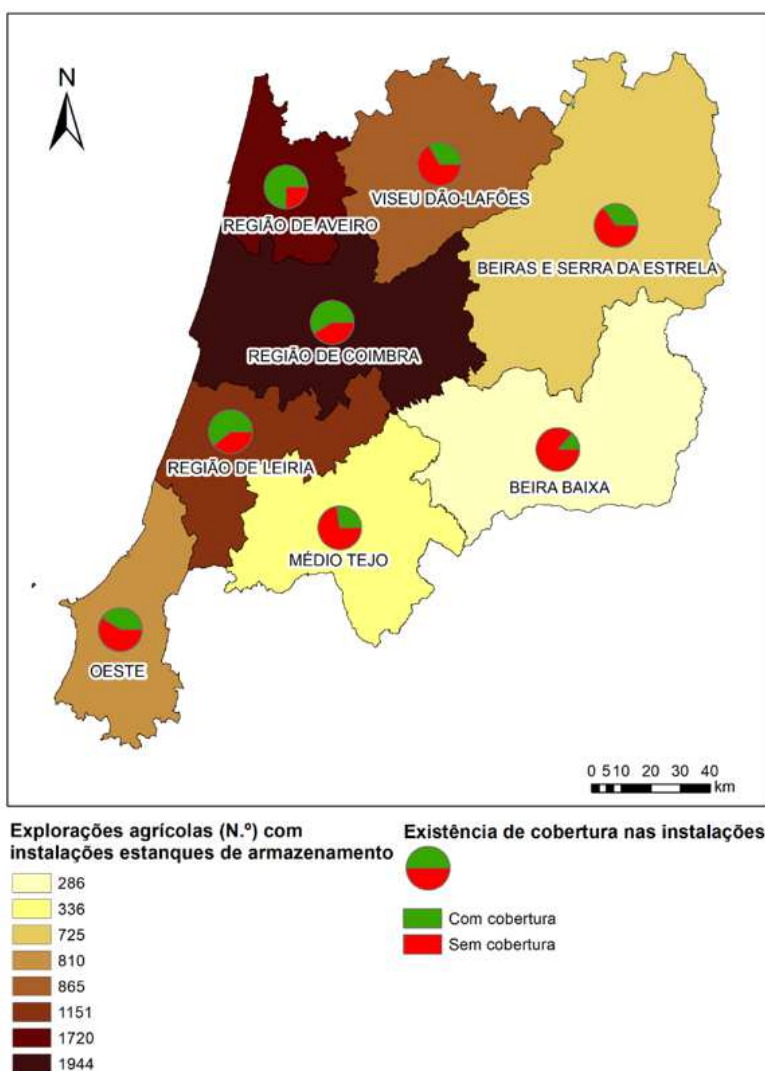 N
VISEU DÃO-LAFÕES
REGIÃO DE AVEIRO
BEIRAS E SERRA DA ESTRELA
REGIÃO DE COIMBRA
REGIÃO DE LEIRIA
BEIRA BAIXA
MÉDIO TEJO
OESTE
0 5 10 20 30 40
km
Explorações agrícolas (N.º) com
instalações estanques de armazenamento
286
336
725
810
865
1151
1720
1944
Existência de cobertura nas instalações
Com cobertura
Sem cobertura